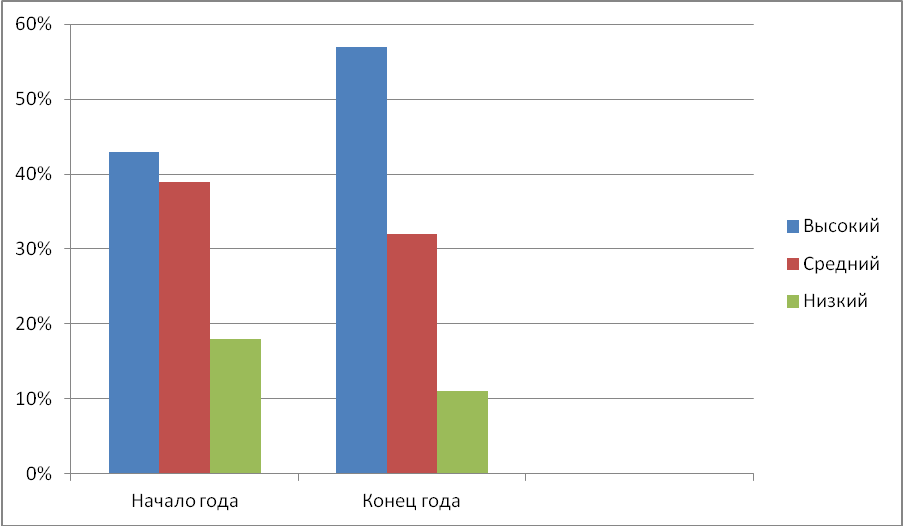 60%
50%
40%
30%
20%
10%
0%
Начало года
Конец года
Высокий
Средний
Низкий